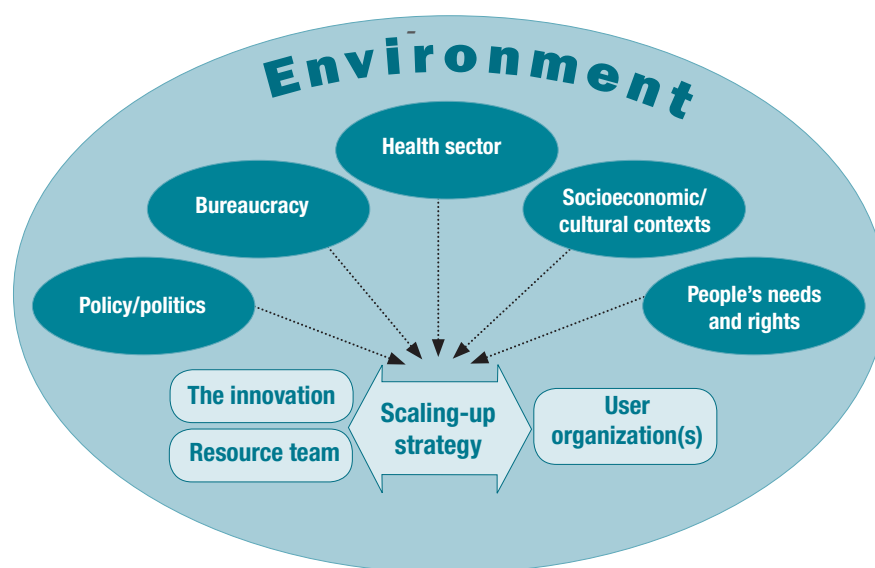 Environment
Health sector
Bureaucracy
Socioeconomic/
cultural contexts
Policy/politics
People's needs
and rights
The innovation
Resource team
Scaling-up
strategy
User
organization(s)